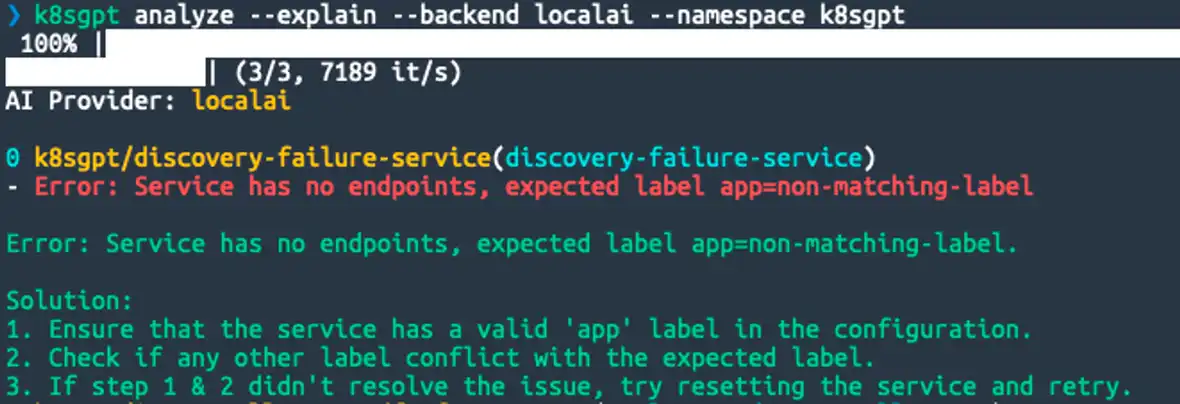 ❯ k8sgpt analyze --explain --backend localai --namespace k8sgpt
100% |
| (3/3, 7189 it/s)
AI Provider: localai
0 k8sgpt/discovery-failure-service(discovery-failure-service)
- Error: Service has no endpoints, expected label app=non-matching-label
Error: Service has no endpoints, expected label app=non-matching-label.
Solution:
1. Ensure that the service has a valid 'app' label in the configuration.
2. Check if any other label conflict with the expected label.
3. If step 1 & 2 didn't resolve the issue, try resetting the service and retry.